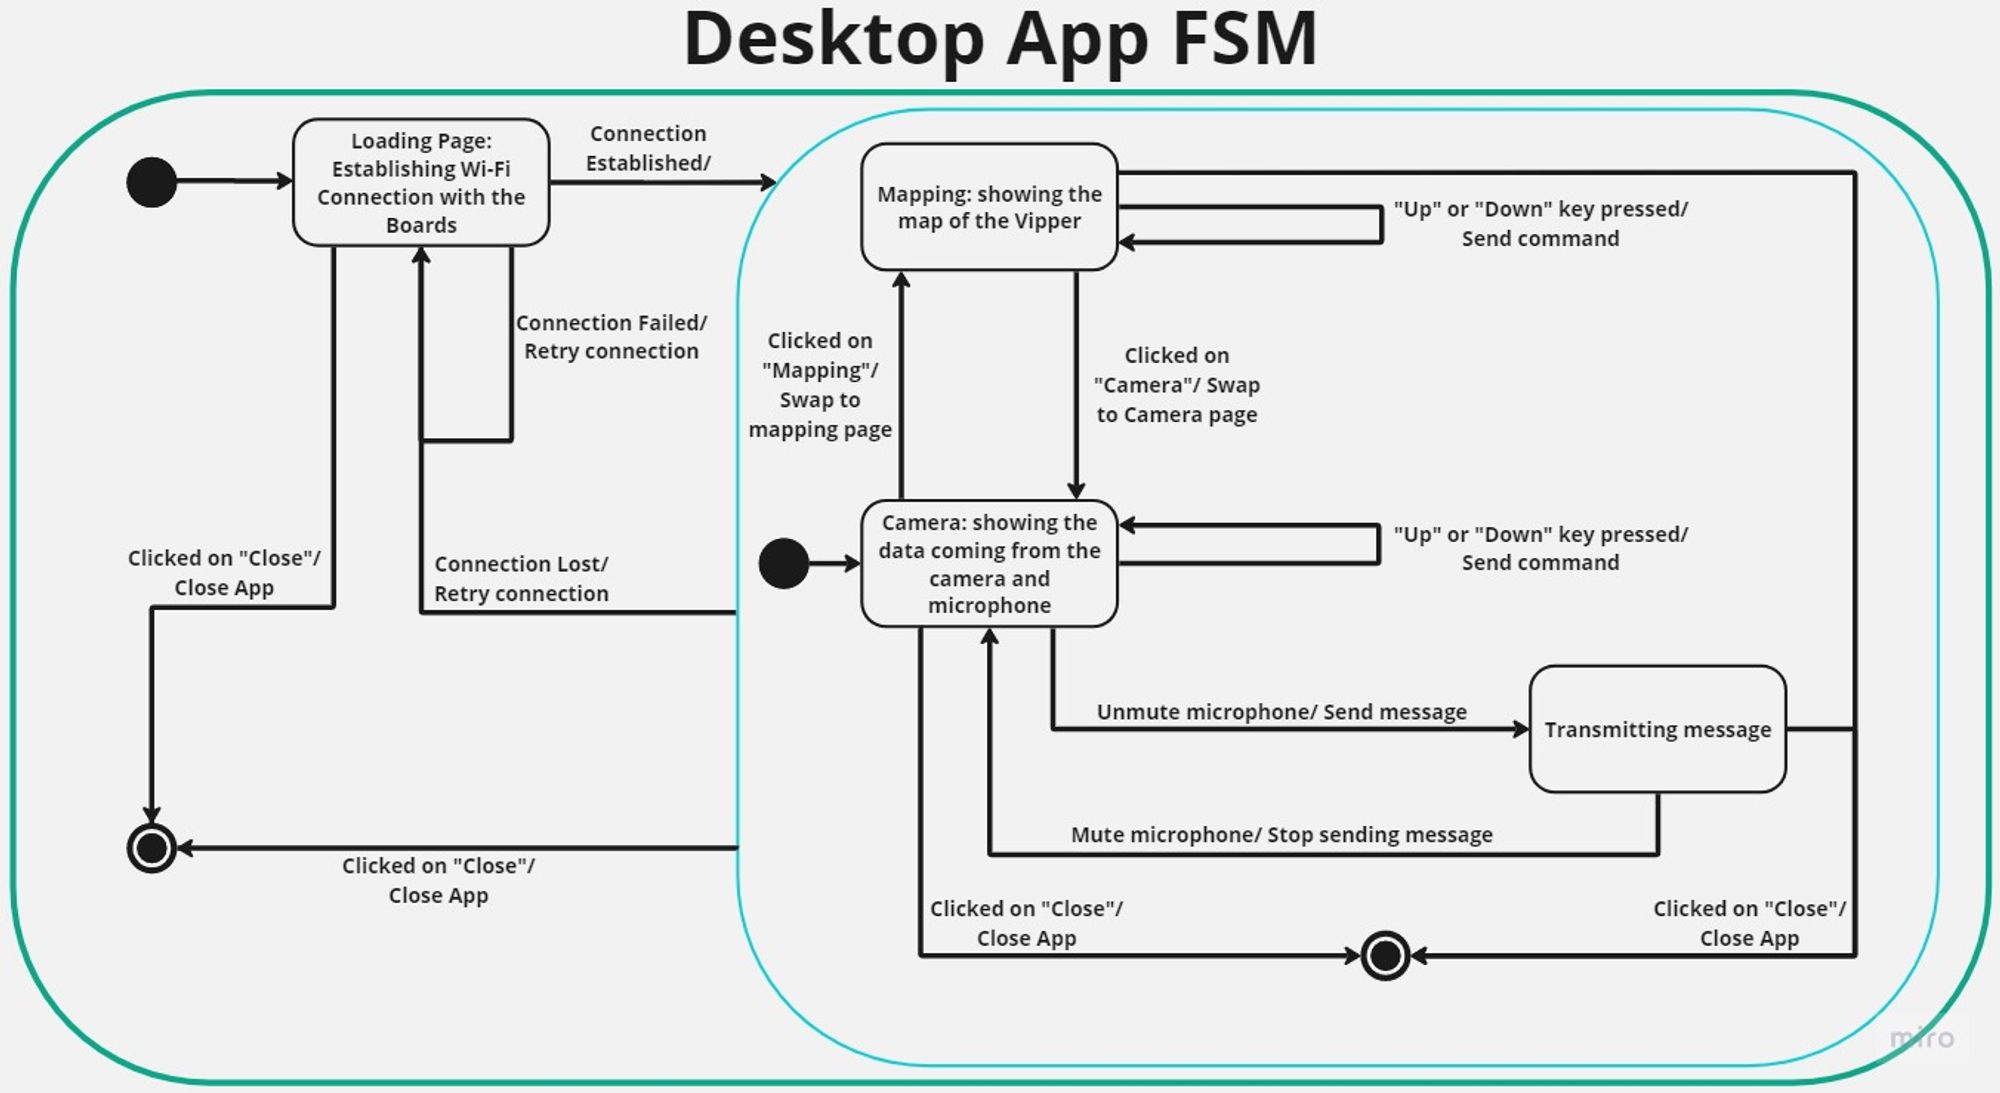 Desktop App FSM
Loading Page:
Establishing Wi-Fi
Connection with the
Boards
Connection
Established/
Mapping: showing the
map of the Vipper
"Up" or "Down" key pressed/
Send command
Connection Failed/
Retry connection
Clicked on
"Mapping"/
Swap to
mapping page
Clicked on
"Camera"/ Swap
to Camera page
Camera: showing the
data coming from the
camera and
microphone
"Up" or "Down" key pressed/
Send command
Clicked on "Close"/
Close App
Connection Lost/
Retry connection
Unmute microphone/ Send message
Transmitting message
Mute microphone/ Stop sending message
Clicked on "Close"/
Close App
Clicked on "Close"/
Close App
Clicked on "Close"/
Close App
miro